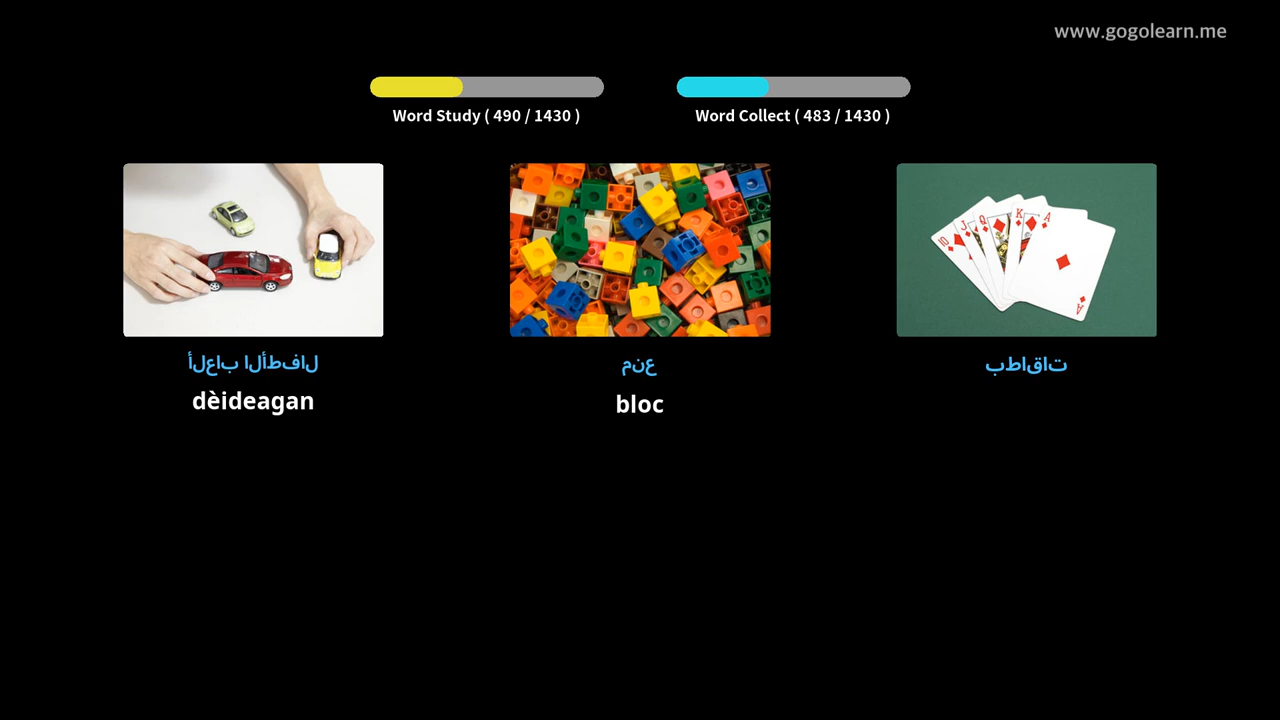 www.gogolearn.me
Word Study ( 490 / 1430 )
Word Collect ( 483 / 1430 )
ألعاب الأطفال
dèideagan
منع
bloc
بطاقات